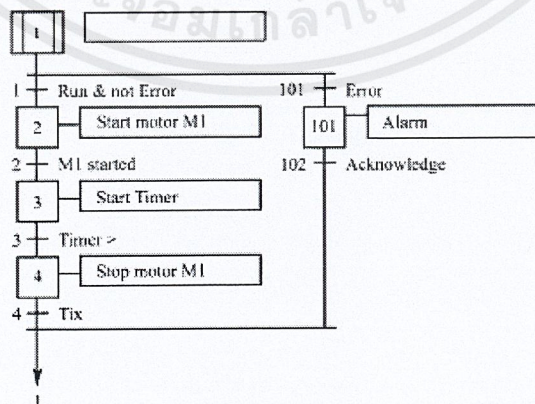 1
1 Run & not Error
101 Error
2 Start motor M1
101 Alarm
2 M1 started
102 Acknowledge
3 Start Timer
3 Timer >
4 Stop motor M1
4 Tix
1